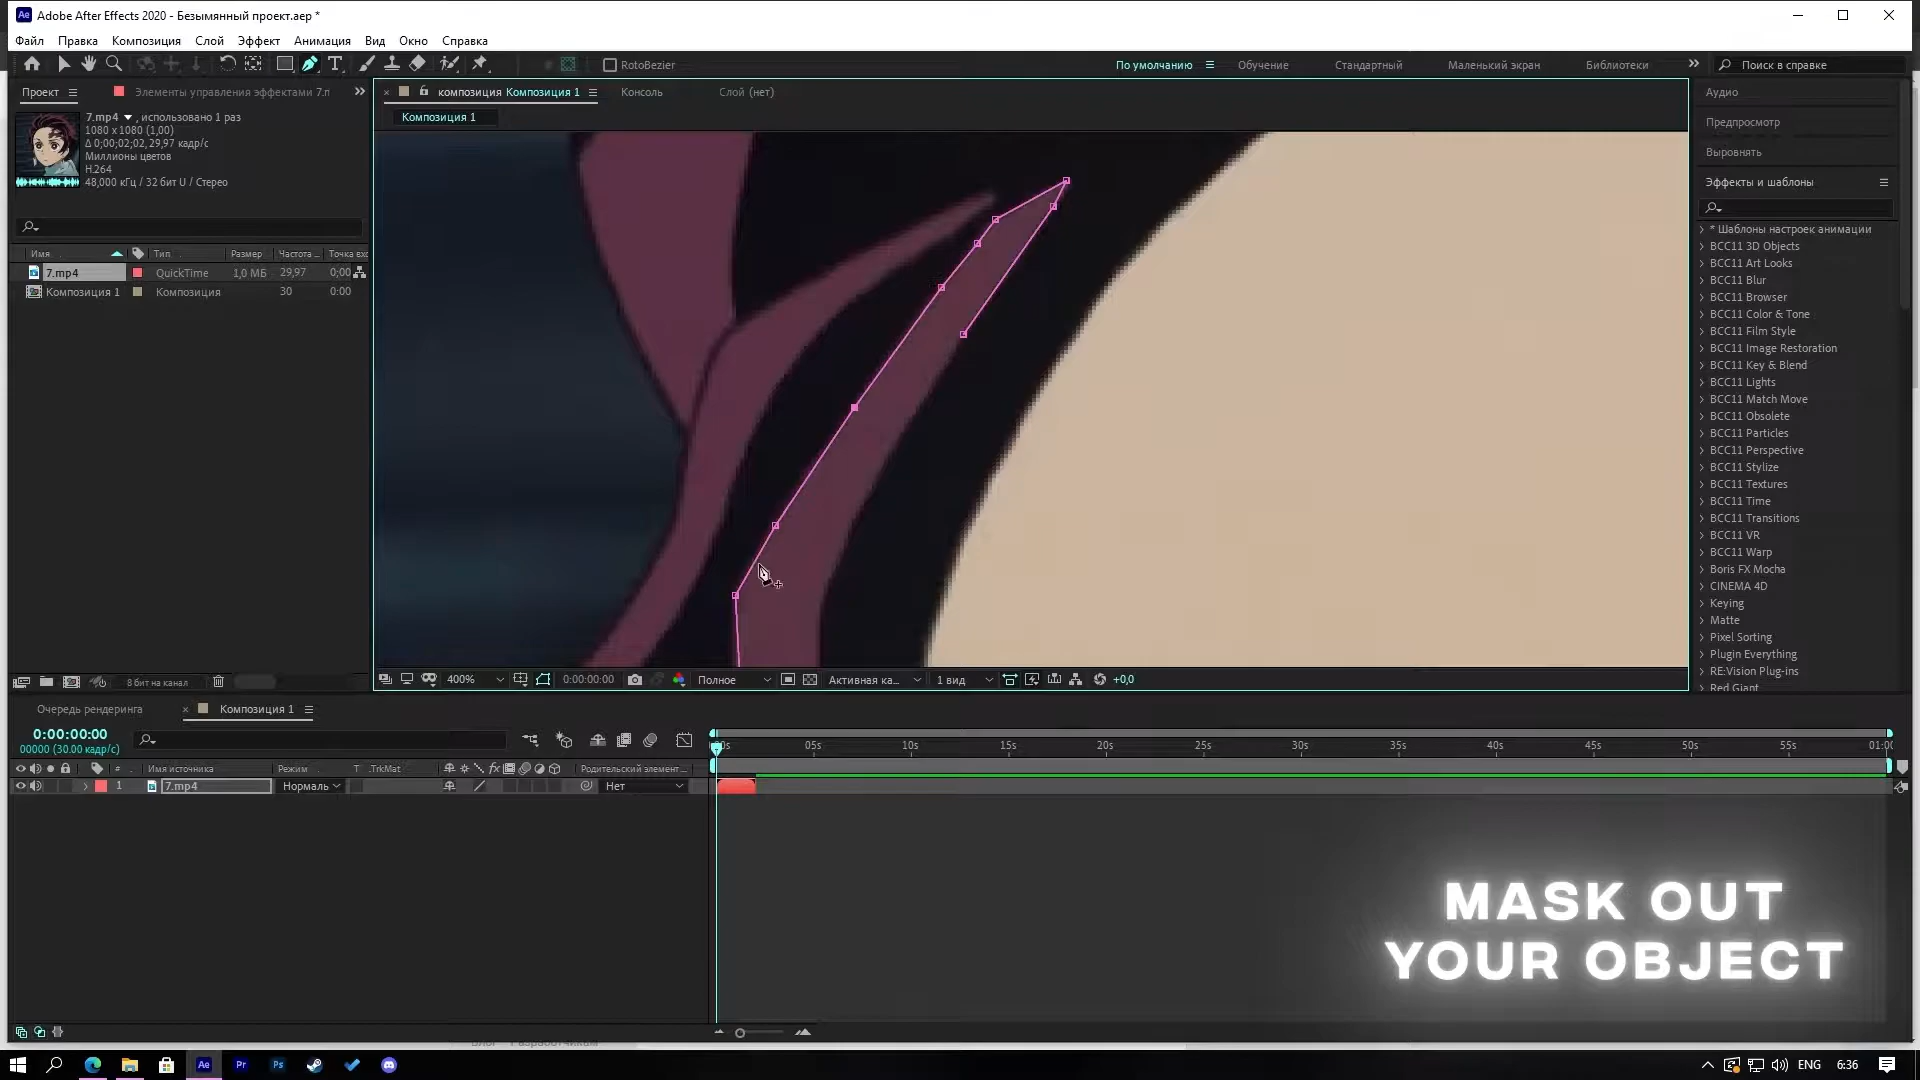 Adobe After Effects 2020 - Безымянный проект.aep *
Файл Правка Композиция Слой Эффект Анимация Вид Окно Справка
RotoBezier
По умолчанию Обучение Стандартный Маленький экран Библиотеки Поиск в справке
Проект Элементы управления эффектами 7.п
композиция Композиция 1 Консоль Слой (нет)
Композиция 1
7.mp4 , использовано 1 раз
1080 x 1080 (1,00)
Δ 0;00;02;02, 29,97 кадр/с
Миллионы цветов
H.264
48,000 кГц / 32 бит U / Стерео
Имя Тип Размер Частота ... Точка вхо
7.mp4 QuickTime 1,0 МБ 29,97 0;00
Композиция 1 Композиция 30 0:00
8 бит на канал
400% 0:00:00:00 Полное Активная ка... 1 вид +0,0
Аудио
Предпросмотр
Выровнять
Эффекты и шаблоны
* Шаблоны настроек анимации
BCC11 3D Objects
BCC11 Art Looks
BCC11 Blur
BCC11 Browser
BCC11 Color & Tone
BCC11 Film Style
BCC11 Image Restoration
BCC11 Key & Blend
BCC11 Lights
BCC11 Match Move
BCC11 Obsolete
BCC11 Particles
BCC11 Perspective
BCC11 Stylize
BCC11 Textures
BCC11 Time
BCC11 Transitions
BCC11 VR
BCC11 Warp
Boris FX Mocha
CINEMA 4D
Keying
Matte
Pixel Sorting
Plugin Everything
RE:Vision Plug-ins
Red Giant
Очередь рендеринга Композиция 1
0:00:00:00
00000 (30.00 кадр/с)
# Имя источника Режим T .TrkMat Родительский элемент...
1 7.mp4 Нормаль Нет
05s 10s 15s 20s 25s 30s 35s 40s 45s 50s 55s 01:00
MASK OUT
YOUR OBJECT
Ae Pr Ps ENG 6:36